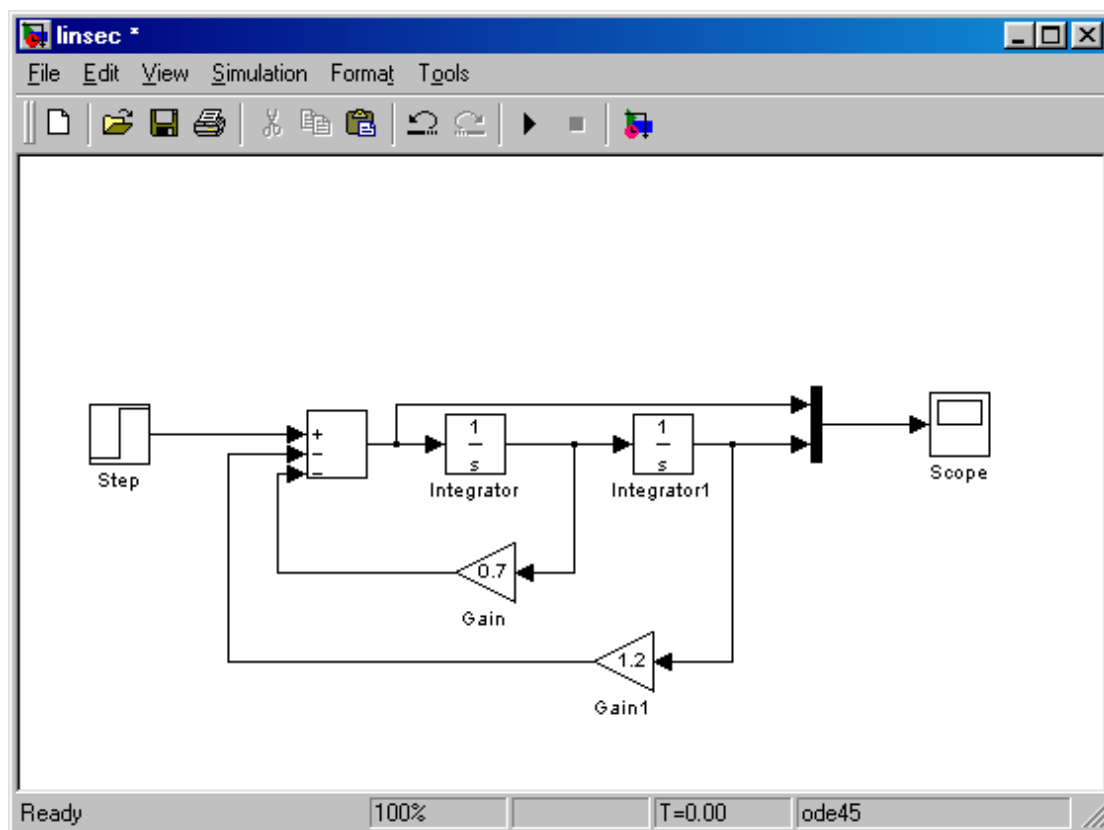 linsec *
File Edit View Simulation Format Tools
Step
+
−
−
1
s
Integrator
1
s
Integrator1
Scope
0.7
Gain
1.2
Gain1
Ready 100% T=0.00 ode45